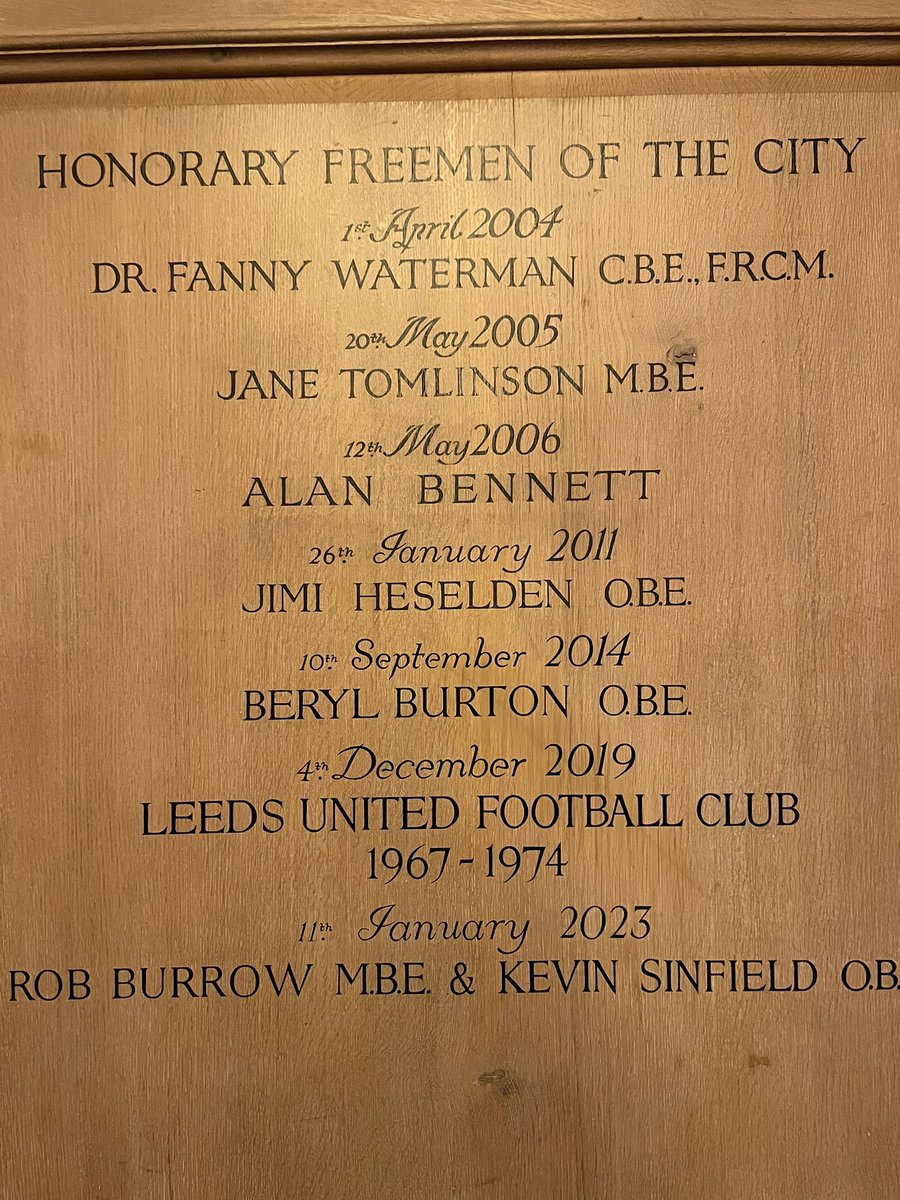 HONORARY FREEMEN OF THE CITY
1st. April 2004
DR. FANNY WATERMAN C.B.E., F.R.C.M.
20th. May 2005
JANE TOMLINSON M.B.E.
12th. May 2006
ALAN BENNETT
26th. January 2011
JIMI HESELDEN O.B.E.
10th. September 2014
BERYL BURTON O.B.E.
4th. December 2019
LEEDS UNITED FOOTBALL CLUB
1967 - 1974
11th. January 2023
ROB BURROW M.B.E. & KEVIN SINFIELD O.B.